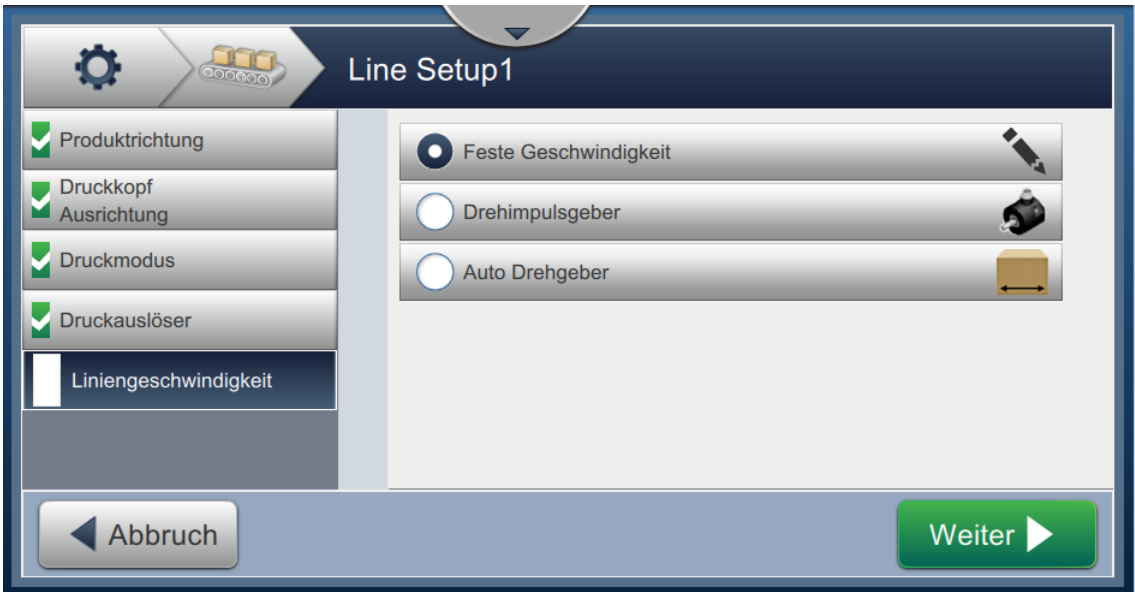 Line Setup1
Produktrichtung
Druckkopf
Ausrichtung
Druckmodus
Druckauslöser
Liniengeschwindigkeit
Feste Geschwindigkeit
Drehimpulsgeber
Auto Drehgeber
Abbruch
Weiter